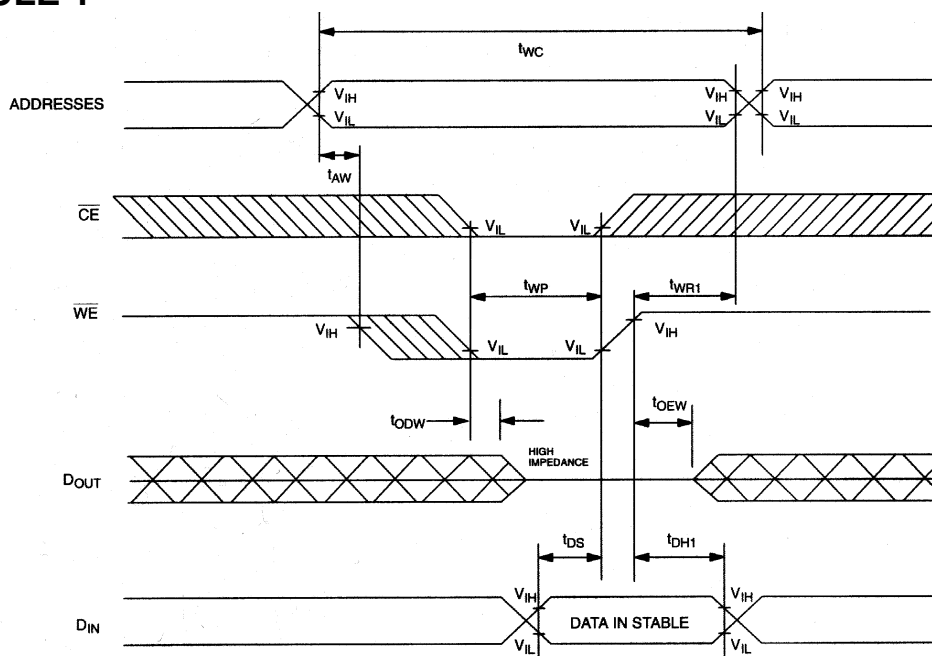 tWC
ADDRESSES
VIH VIH VIH
VIL VIL VIL
tAW
CE
VIL VIL
tWP tWR1
WE
VIH VIH
VIL VIL
tODW tOEW
HIGH
IMPEDANCE
DOUT
tDS tDH1
VIH VIH
DIN DATA IN STABLE
VIL VIL